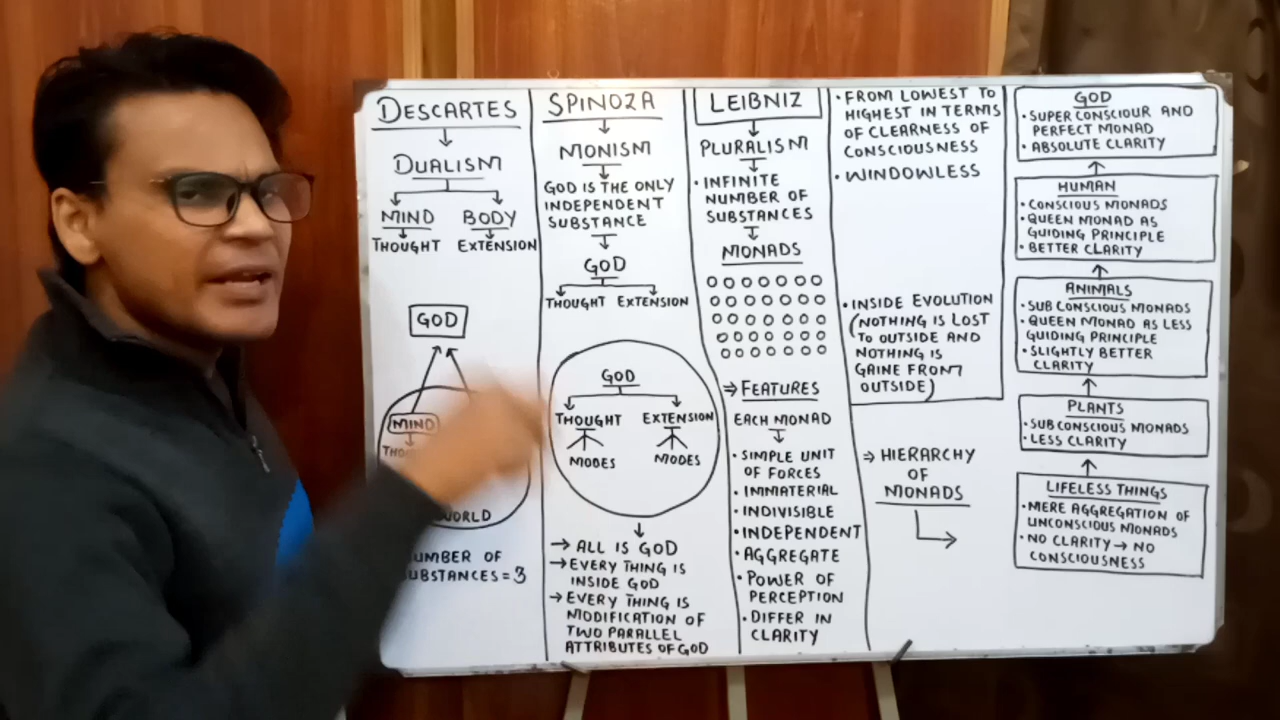 DESCARTES
DUALISM
MIND BODY
THOUGHT EXTENSION
GOD
MIND
WORLD
NUMBER OF
SUBSTANCES = 3
SPINOZA
MONISM
GOD IS THE ONLY
INDEPENDENT
SUBSTANCE
GOD
THOUGHT EXTENSION
GOD
THOUGHT EXTENSION
MODES MODES
→ ALL IS GOD
→ EVERY THING IS
INSIDE GOD
→ EVERY THING IS
MODIFICATION OF
TWO PARALLEL
ATTRIBUTES OF GOD
LEIBNIZ
PLURALISM
• INFINITE
NUMBER OF
SUBSTANCES
MONADS
⇒ FEATURES
EACH MONAD
• SIMPLE UNIT
OF FORCES
• IMMATERIAL
• INDIVISIBLE
• INDEPENDENT
• AGGREGATE
• POWER OF
PERCEPTION
• DIFFER IN
CLARITY
• FROM LOWEST TO
HIGHEST IN TERMS
OF CLEARNESS OF
CONSCIOUSNESS
• WINDOWLESS
• INSIDE EVOLUTION
(NOTHING IS LOST
TO OUTSIDE AND
NOTHING IS
GAINE FROM
OUTSIDE)
⇒ HIERARCHY
OF
MONADS
GOD
• SUPER CONSCIOUR AND
PERFECT MONAD
• ABSOLUTE CLARITY
HUMAN
• CONSCIOUS MONADS
• QUEEN MONAD AS
GUIDING PRINCIPLE
• BETTER CLARITY
ANIMALS
• SUB CONSCIOUS MONADS
• QUEEN MONAD AS LESS
GUIDING PRINCIPLE
• SLIGHTLY BETTER
CLARITY
PLANTS
• SUB CONSCIOUS MONADS
• LESS CLARITY
LIFELESS THINGS
• MERE AGGREGATION OF
UNCONSCIOUS MONADS
• NO CLARITY → NO
CONSCIOUSNESS